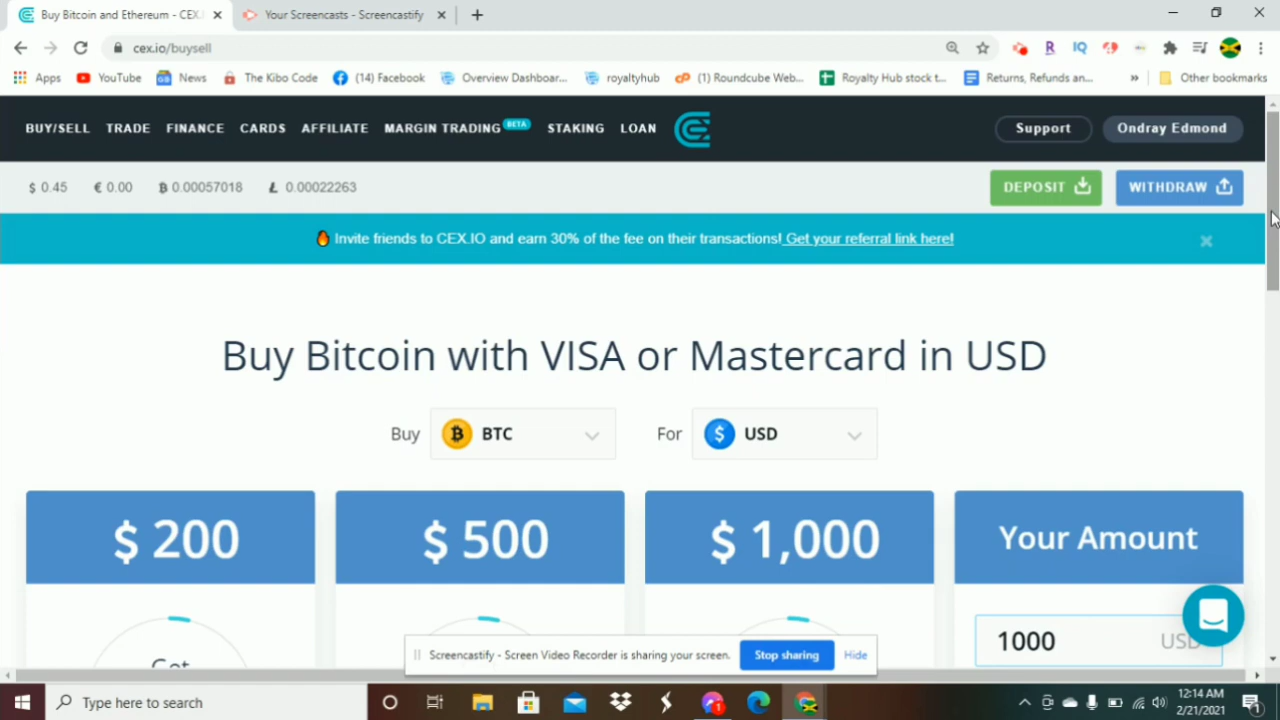 Buy Bitcoin and Ethereum - CEX.
Your Screencasts - Screencastify
cex.io/buysell
Apps YouTube News The Kibo Code (14) Facebook Overview Dashboar... royaltyhub (1) Roundcube Web... Royalty Hub stock t... Returns, Refunds an... » Other bookmarks
BUY/SELL TRADE FINANCE CARDS AFFILIATE MARGIN TRADING BETA STAKING LOAN Support Ondray Edmond
$ 0.45 € 0.00 ₿ 0.00057018 Ł 0.00022263 DEPOSIT WITHDRAW
Invite friends to CEX.IO and earn 30% of the fee on their transactions! Get your referral link here!
Buy Bitcoin with VISA or Mastercard in USD
Buy BTC For $ USD
$ 200 $ 500 $ 1,000 Your Amount
1000 USD
Get
Screencastify - Screen Video Recorder is sharing your screen. Stop sharing Hide
Type here to search
12:14 AM
2/21/2021